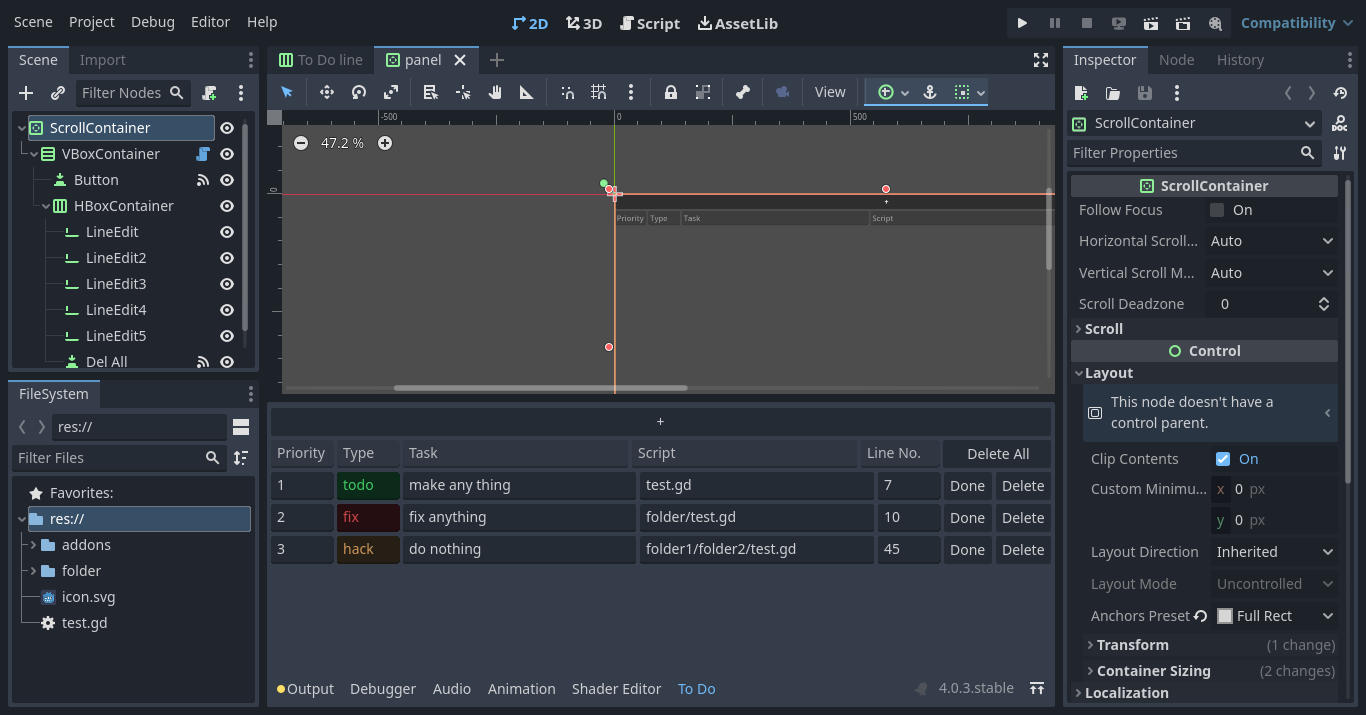 Scene Project Debug Editor Help
2D 3D Script AssetLib
Compatibility
Scene Import
Filter Nodes
ScrollContainer
VBoxContainer
Button
HBoxContainer
LineEdit
LineEdit2
LineEdit3
LineEdit4
LineEdit5
Del All
FileSystem
res://
Filter Files
Favorites:
res://
addons
folder
icon.svg
test.gd
To Do line panel
View
-500 0 500
0
47.2 %
+
Priority Type Task Script
+
Priority Type Task Script Line No. Delete All
1 todo make any thing test.gd 7 Done Delete
2 fix fix anything folder/test.gd 10 Done Delete
3 hack do nothing folder1/folder2/test.gd 45 Done Delete
Output Debugger Audio Animation Shader Editor To Do 4.0.3.stable
Inspector Node History
ScrollContainer
DOC
Filter Properties
ScrollContainer
Follow Focus On
Horizontal Scroll... Auto
Vertical Scroll M... Auto
Scroll Deadzone 0
Scroll
Control
Layout
This node doesn't have a
control parent.
Clip Contents On
Custom Minimu... x 0 px
y 0 px
Layout Direction Inherited
Layout Mode Uncontrolled
Anchors Preset Full Rect
Transform (1 change)
Container Sizing (2 changes)
Localization